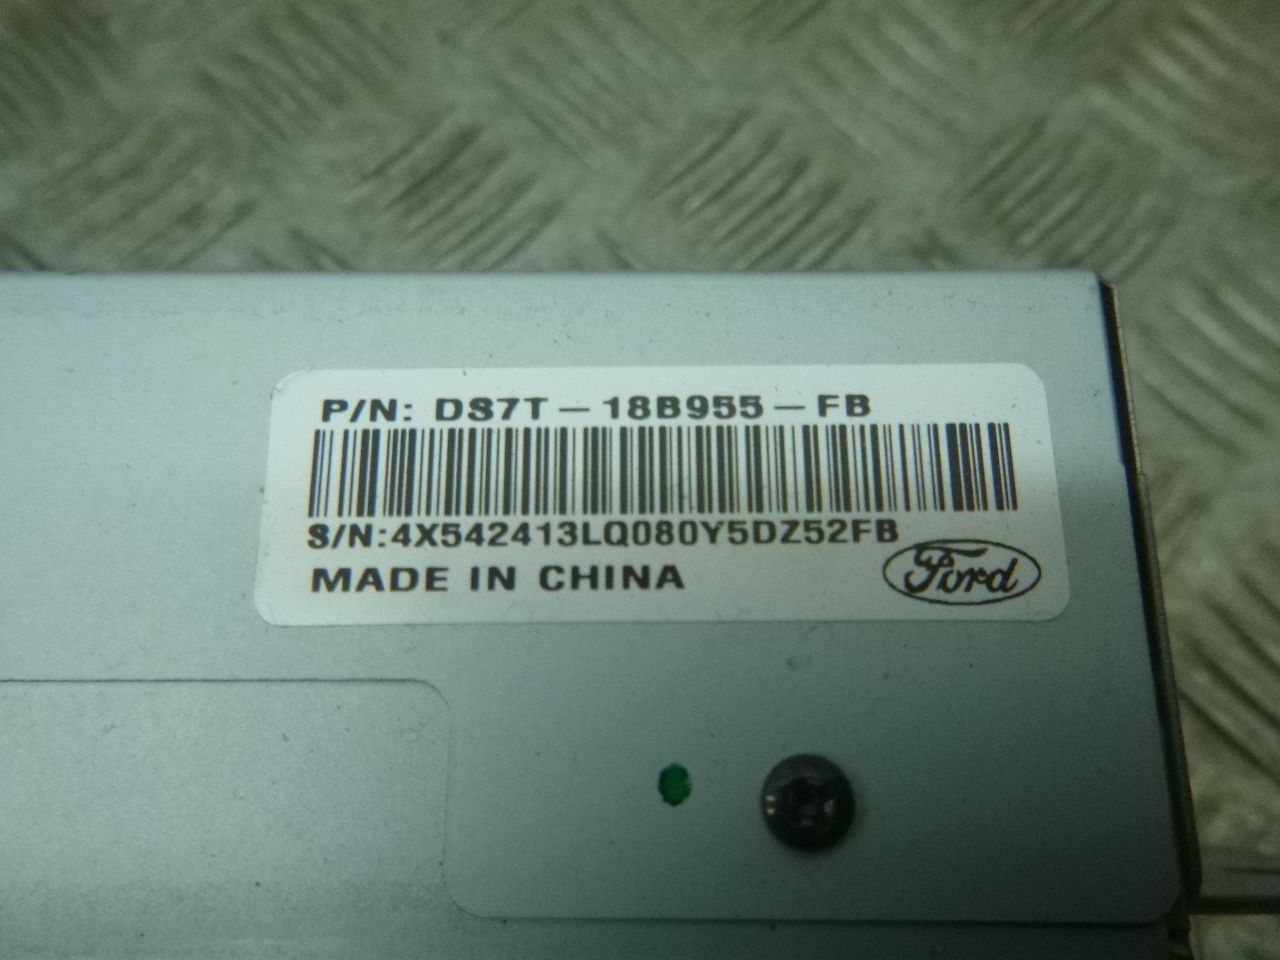 P/N: DS7T-18B955-FB
S/N:4X542413LQ080Y5DZ52FB
MADE IN CHINA
Ford